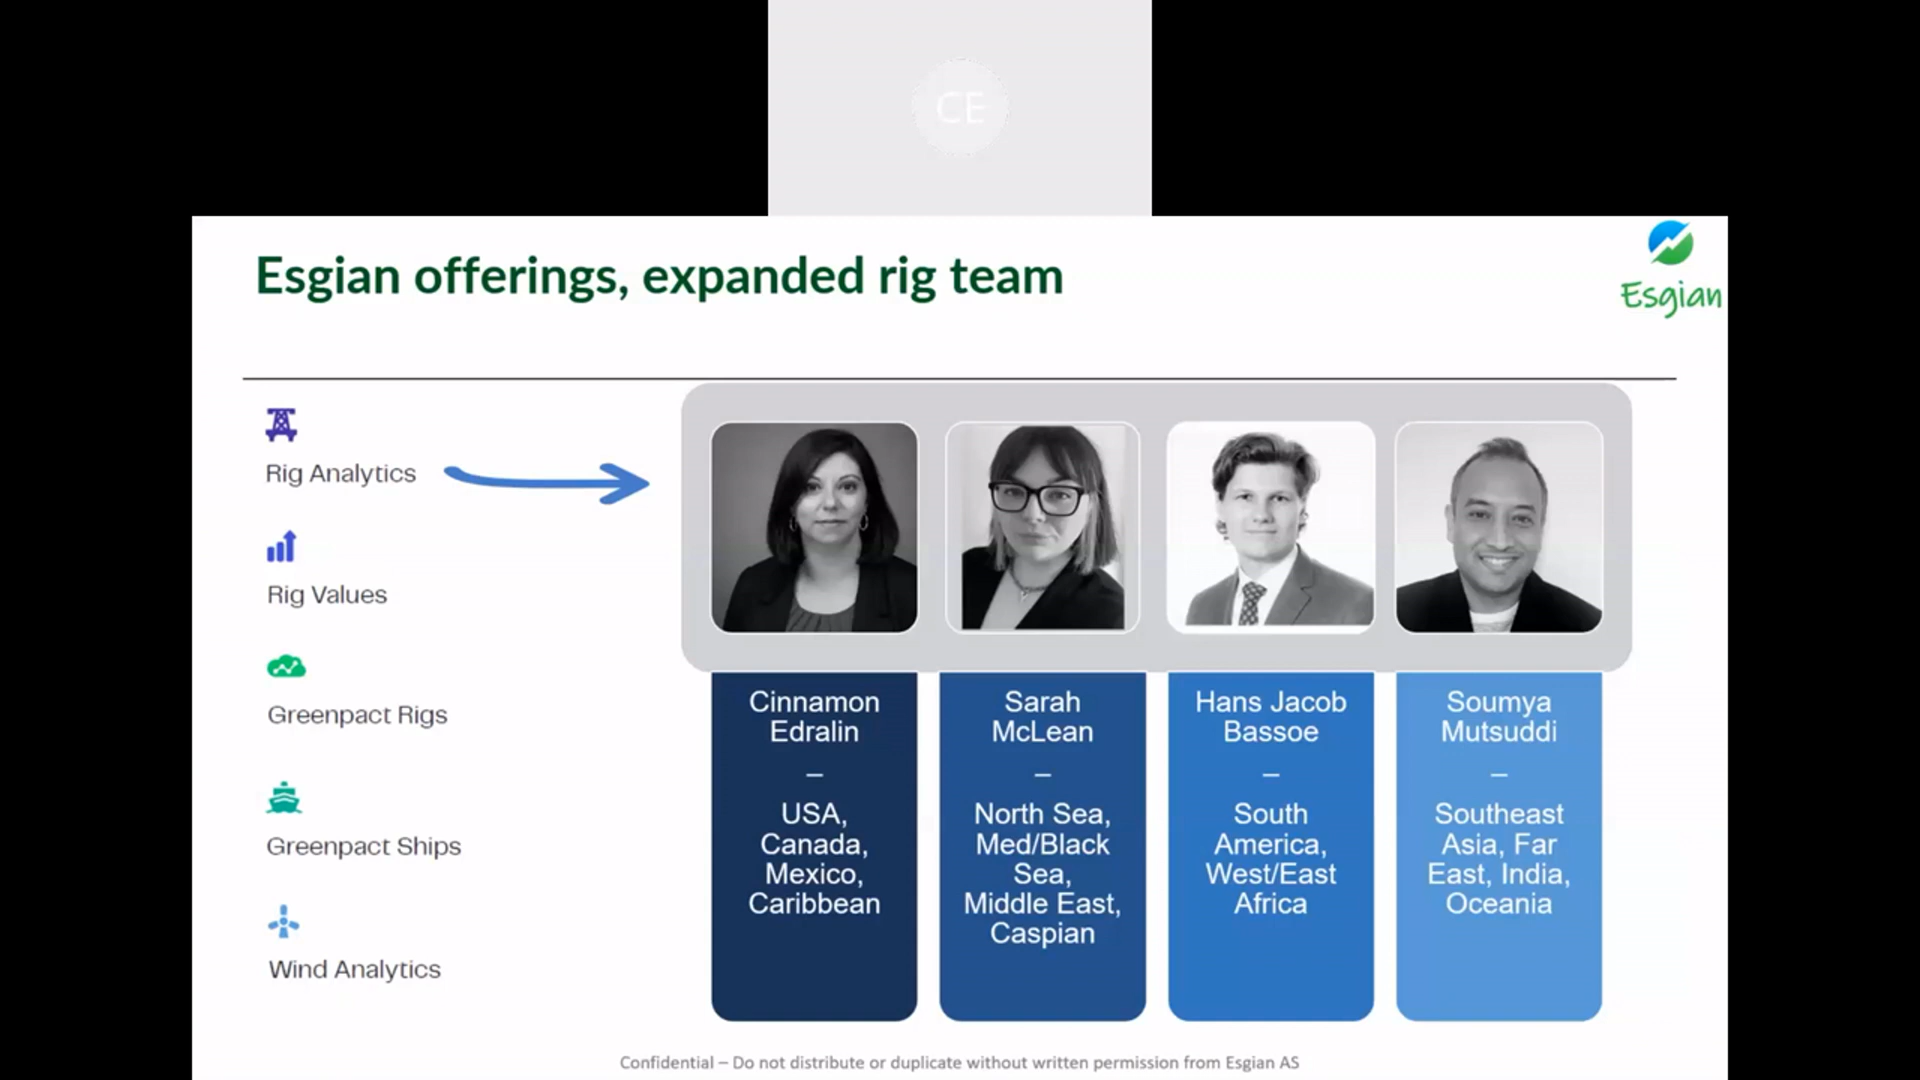 CE
Esgian offerings, expanded rig team
Esgian
Rig Analytics
Rig Values
Greenpact Rigs
Greenpact Ships
Wind Analytics
Cinnamon
Edralin
–
USA,
Canada,
Mexico,
Caribbean
Sarah
McLean
–
North Sea,
Med/Black
Sea,
Middle East,
Caspian
Hans Jacob
Bassoe
–
South
America,
West/East
Africa
Soumya
Mutsuddi
–
Southeast
Asia, Far
East, India,
Oceania
Confidential – Do not distribute or duplicate without written permission from Esgian AS